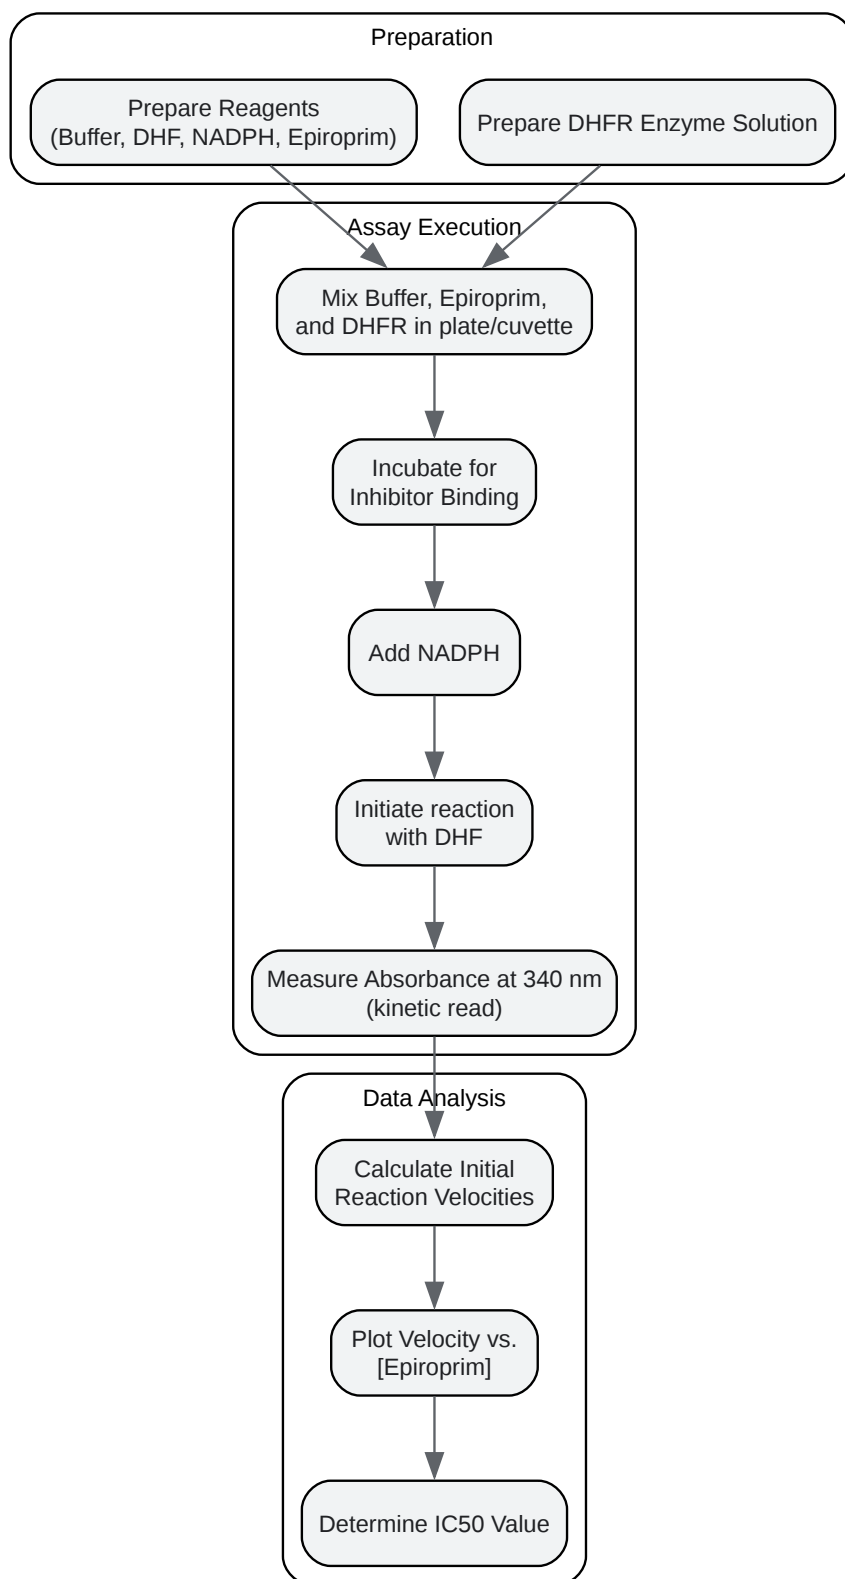 Preparation
Prepare Reagents
(Buffer, DHF, NADPH, Epiroprim)
Prepare DHFR Enzyme Solution
Assay Execution
Mix Buffer, Epiroprim,
and DHFR in plate/cuvette
Incubate for
Inhibitor Binding
Add NADPH
Initiate reaction
with DHF
Measure Absorbance at 340 nm
(kinetic read)
Data Analysis
Calculate Initial
Reaction Velocities
Plot Velocity vs.
[Epiroprim]
Determine IC50 Value